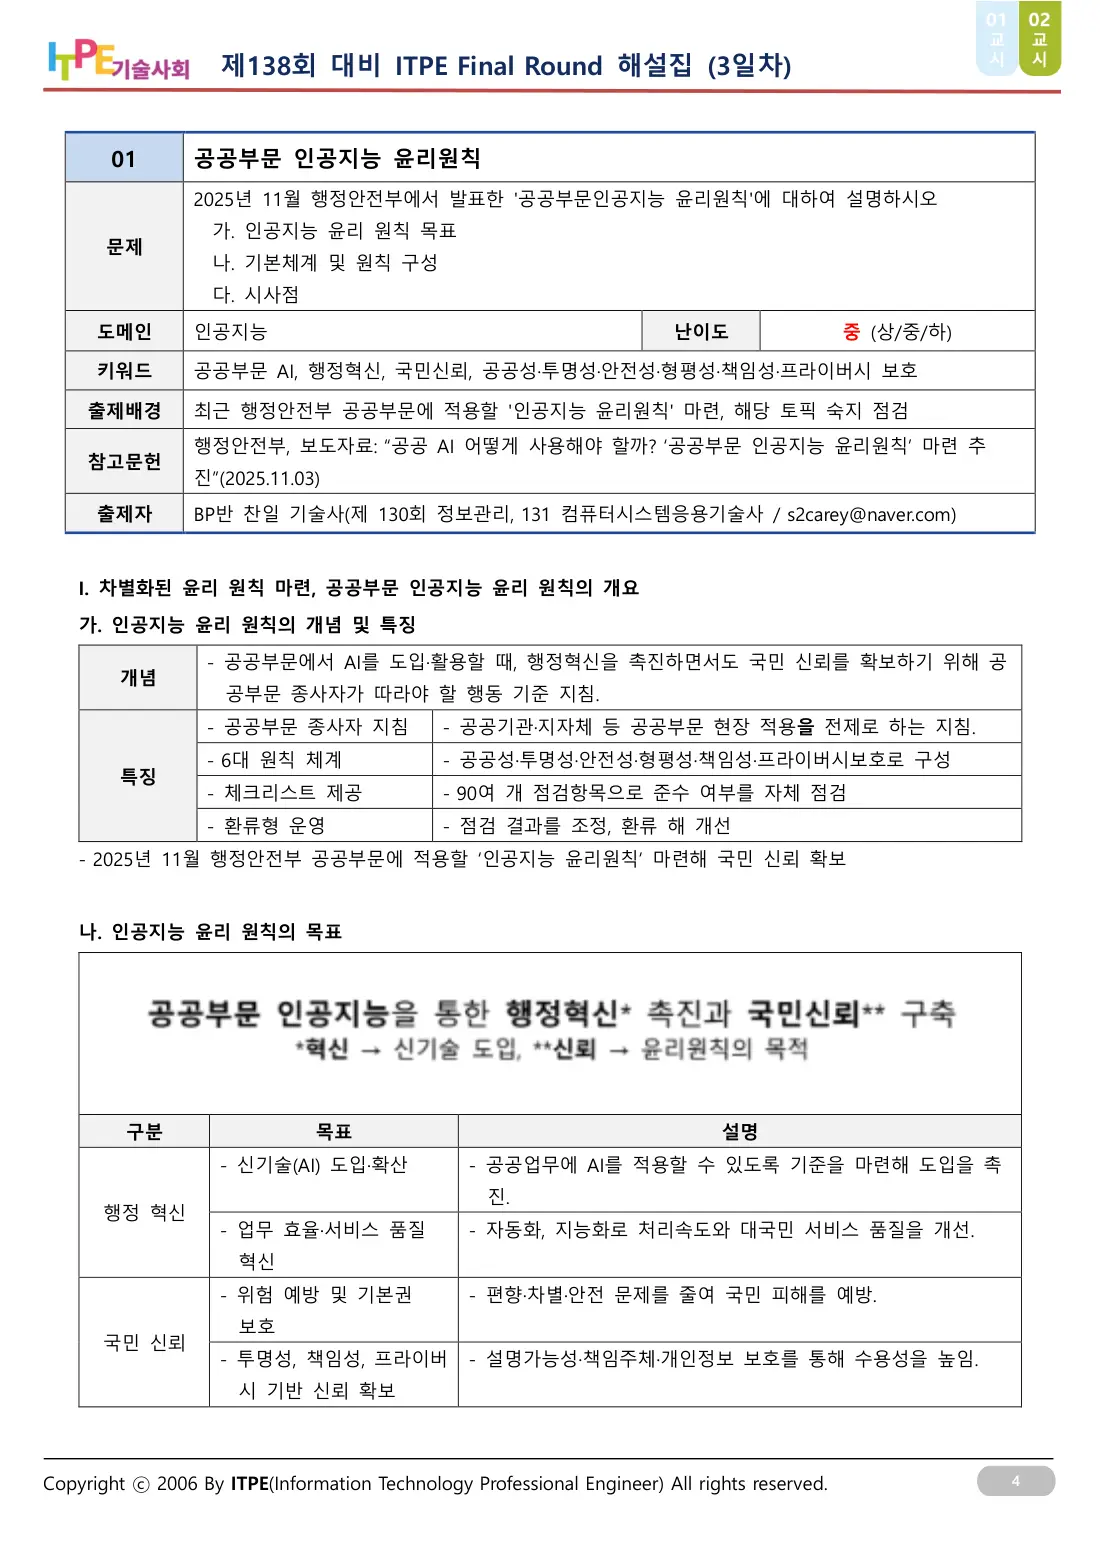 ITPE기술사회 제138회 대비 ITPE Final Round 해설집 (3일차)
01 교시
02 교시
01 공공부문 인공지능 윤리원칙
문제
2025년 11월 행정안전부에서 발표한 '공공부문인공지능 윤리원칙'에 대하여 설명하시오
가. 인공지능 윤리 원칙 목표
나. 기본체계 및 원칙 구성
다. 시사점
도메인 인공지능 난이도 중 (상/중/하)
키워드 공공부문 AI, 행정혁신, 국민신뢰, 공공성·투명성·안전성·형평성·책임성·프라이버시 보호
출제배경 최근 행정안전부 공공부문에 적용할 '인공지능 윤리원칙' 마련, 해당 토픽 숙지 점검
참고문헌 행정안전부, 보도자료: “공공 AI 어떻게 사용해야 할까? ‘공공부문 인공지능 윤리원칙’ 마련 추
진”(2025.11.03)
출제자 BP반 찬일 기술사(제 130회 정보관리, 131 컴퓨터시스템응용기술사 / s2carey@naver.com)
I. 차별화된 윤리 원칙 마련, 공공부문 인공지능 윤리 원칙의 개요
가. 인공지능 윤리 원칙의 개념 및 특징
개념
- 공공부문에서 AI를 도입·활용할 때, 행정혁신을 촉진하면서도 국민 신뢰를 확보하기 위해 공
공부문 종사자가 따라야 할 행동 기준 지침.
특징
- 공공부문 종사자 지침 - 공공기관·지자체 등 공공부문 현장 적용을 전제로 하는 지침.
- 6대 원칙 체계 - 공공성·투명성·안전성·형평성·책임성·프라이버시보호로 구성
- 체크리스트 제공 - 90여 개 점검항목으로 준수 여부를 자체 점검
- 환류형 운영 - 점검 결과를 조정, 환류 해 개선
- 2025년 11월 행정안전부 공공부문에 적용할 ‘인공지능 윤리원칙’ 마련해 국민 신뢰 확보
나. 인공지능 윤리 원칙의 목표
공공부문 인공지능을 통한 행정혁신* 촉진과 국민신뢰** 구축
*혁신 → 신기술 도입, **신뢰 → 윤리원칙의 목적
구분 목표 설명
행정 혁신
- 신기술(AI) 도입·확산 - 공공업무에 AI를 적용할 수 있도록 기준을 마련해 도입을 촉
진.
- 업무 효율·서비스 품질 - 자동화, 지능화로 처리속도와 대국민 서비스 품질을 개선.
혁신
국민 신뢰
- 위험 예방 및 기본권 - 편향·차별·안전 문제를 줄여 국민 피해를 예방.
보호
- 투명성, 책임성, 프라이버 - 설명가능성·책임주체·개인정보 보호를 통해 수용성을 높임.
시 기반 신뢰 확보
Copyright ⓒ 2006 By ITPE(Information Technology Professional Engineer) All rights reserved. 4